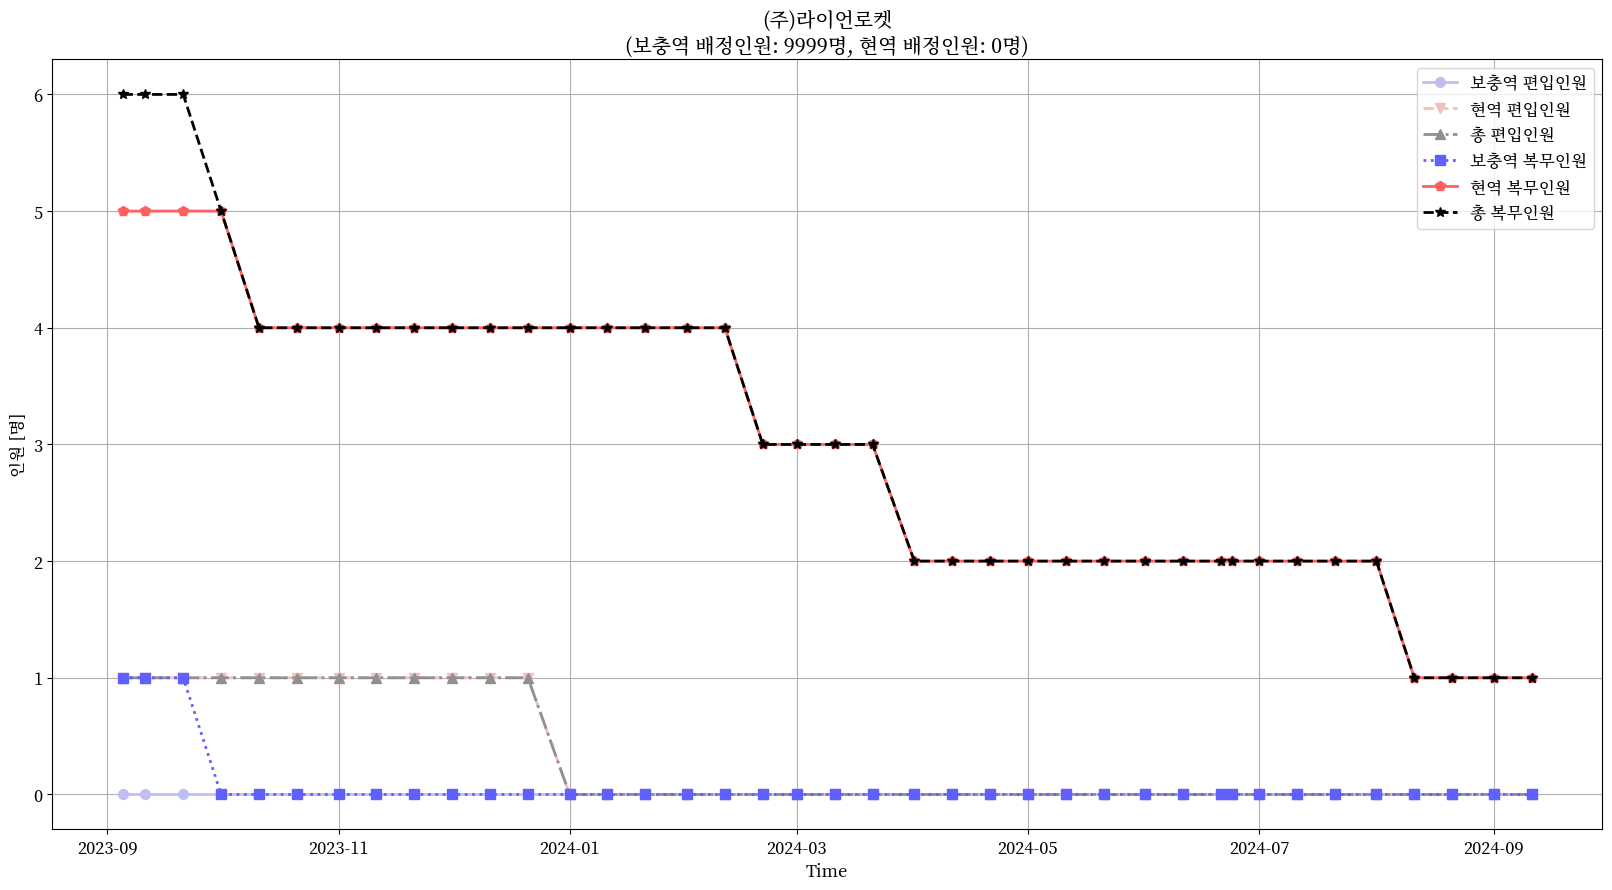 (주)라이언로켓
(보충역 배정인원: 9999명, 현역 배정인원: 0명)
보충역 편입인원
현역 편입인원
총 편입인원
보충역 복무인원
현역 복무인원
총 복무인원
인원 [명]
6
5
4
3
2
1
0
2023-09
2023-11
2024-01
2024-03
2024-05
2024-07
2024-09
Time